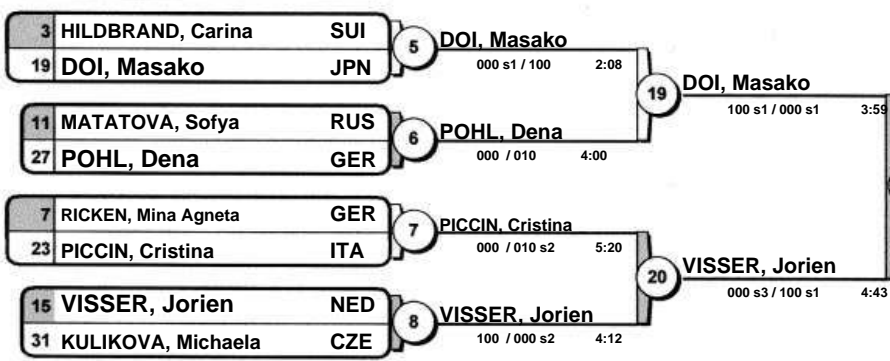 3 HILDBRAND, Carina SUI
19 DOI, Masako JPN
5
DOI, Masako
000 s1 / 100 2:08
11 MATATOVA, Sofya RUS
27 POHL, Dena GER
6
POHL, Dena
000 / 010 4:00
19
DOI, Masako
100 s1 / 000 s1 3:59
7 RICKEN, Mina Agneta GER
23 PICCIN, Cristina ITA
7
PICCIN, Cristina
000 / 010 s2 5:20
15 VISSER, Jorien NED
31 KULIKOVA, Michaela CZE
8
VISSER, Jorien
100 / 000 s2 4:12
20
VISSER, Jorien
000 s3 / 100 s1 4:43